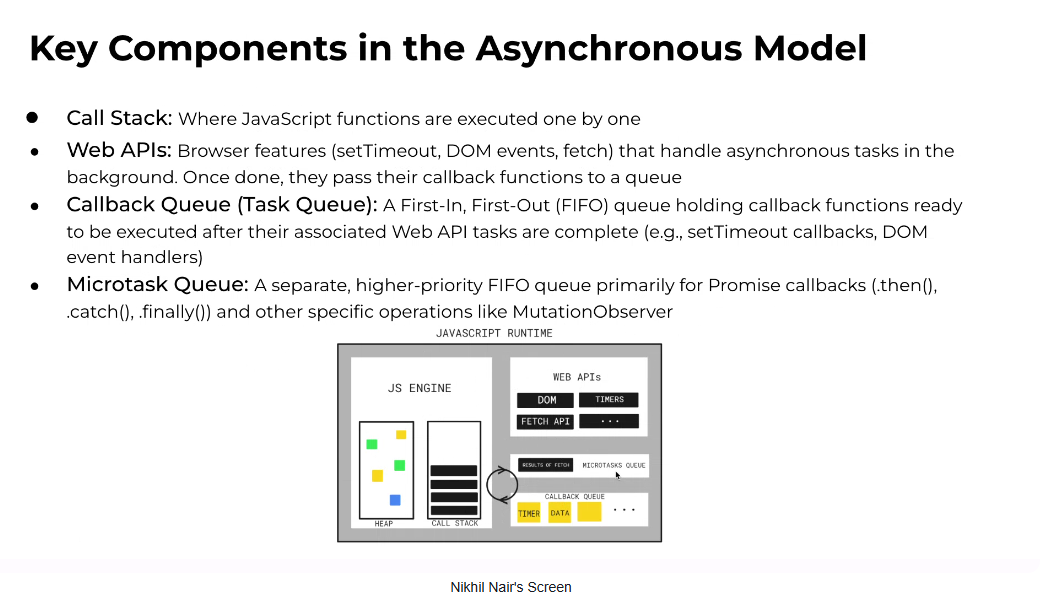 Key Components in the Asynchronous Model
● Call Stack: Where JavaScript functions are executed one by one
● Web APIs: Browser features (setTimeout, DOM events, fetch) that handle asynchronous tasks in the
background. Once done, they pass their callback functions to a queue
● Callback Queue (Task Queue): A First-In, First-Out (FIFO) queue holding callback functions ready
to be executed after their associated Web API tasks are complete (e.g., setTimeout callbacks, DOM
event handlers)
● Microtask Queue: A separate, higher-priority FIFO queue primarily for Promise callbacks (.then(),
.catch(), .finally()) and other specific operations like MutationObserver
JAVASCRIPT RUNTIME
JS ENGINE
HEAP
CALL STACK
WEB APIs
DOM
TIMERS
FETCH API
...
RESULTS OF FETCH
MICROTASKS QUEUE
CALLBACK QUEUE
TIMER
DATA
...
Nikhil Nair's Screen